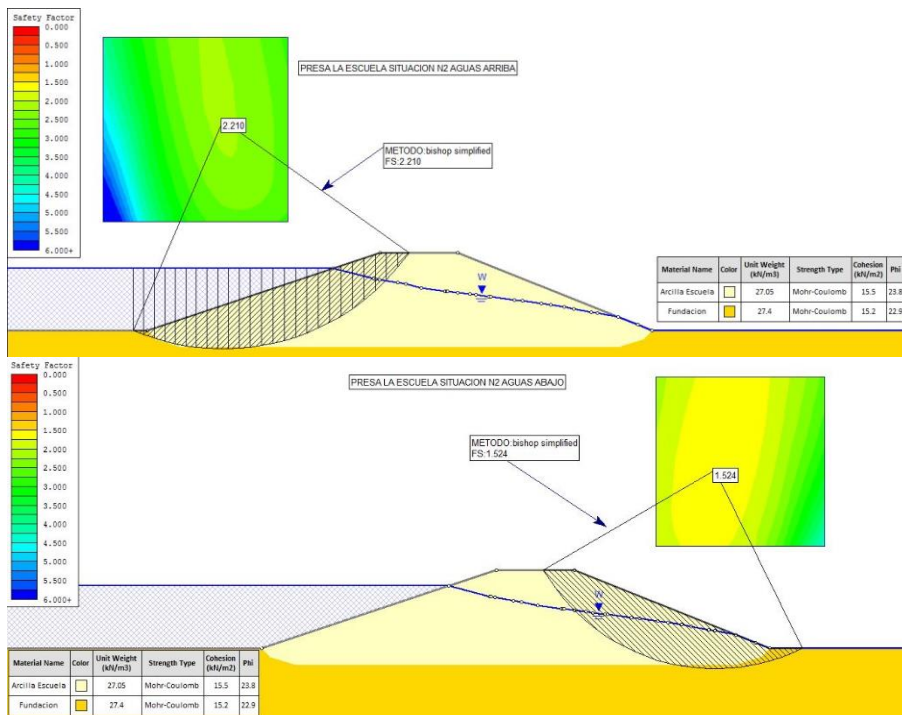 Safety Factor
0.000
0.500
1.000
1.500
2.000
2.500
3.000
3.500
4.000
4.500
5.000
5.500
6.000+
PRESA LA ESCUELA SITUACION N2 AGUAS ARRIBA
2.210
METODO:bishop simplified
FS:2.210
W
Material Name Color Unit Weight (kN/m3) Strength Type Cohesion (kN/m2) Phi
Arcilla Escuela 27.05 Mohr-Coulomb 15.5 23.8
Fundacion 27.4 Mohr-Coulomb 15.2 22.9
Safety Factor
0.000
0.500
1.000
1.500
2.000
2.500
3.000
3.500
4.000
4.500
5.000
5.500
6.000+
PRESA LA ESCUELA SITUACION N2 AGUAS ABAJO
METODO:bishop simplified
FS:1.524
1.524
W
Material Name Color Unit Weight (kN/m3) Strength Type Cohesion (kN/m2) Phi
Arcilla Escuela 27.05 Mohr-Coulomb 15.5 23.8
Fundacion 27.4 Mohr-Coulomb 15.2 22.9